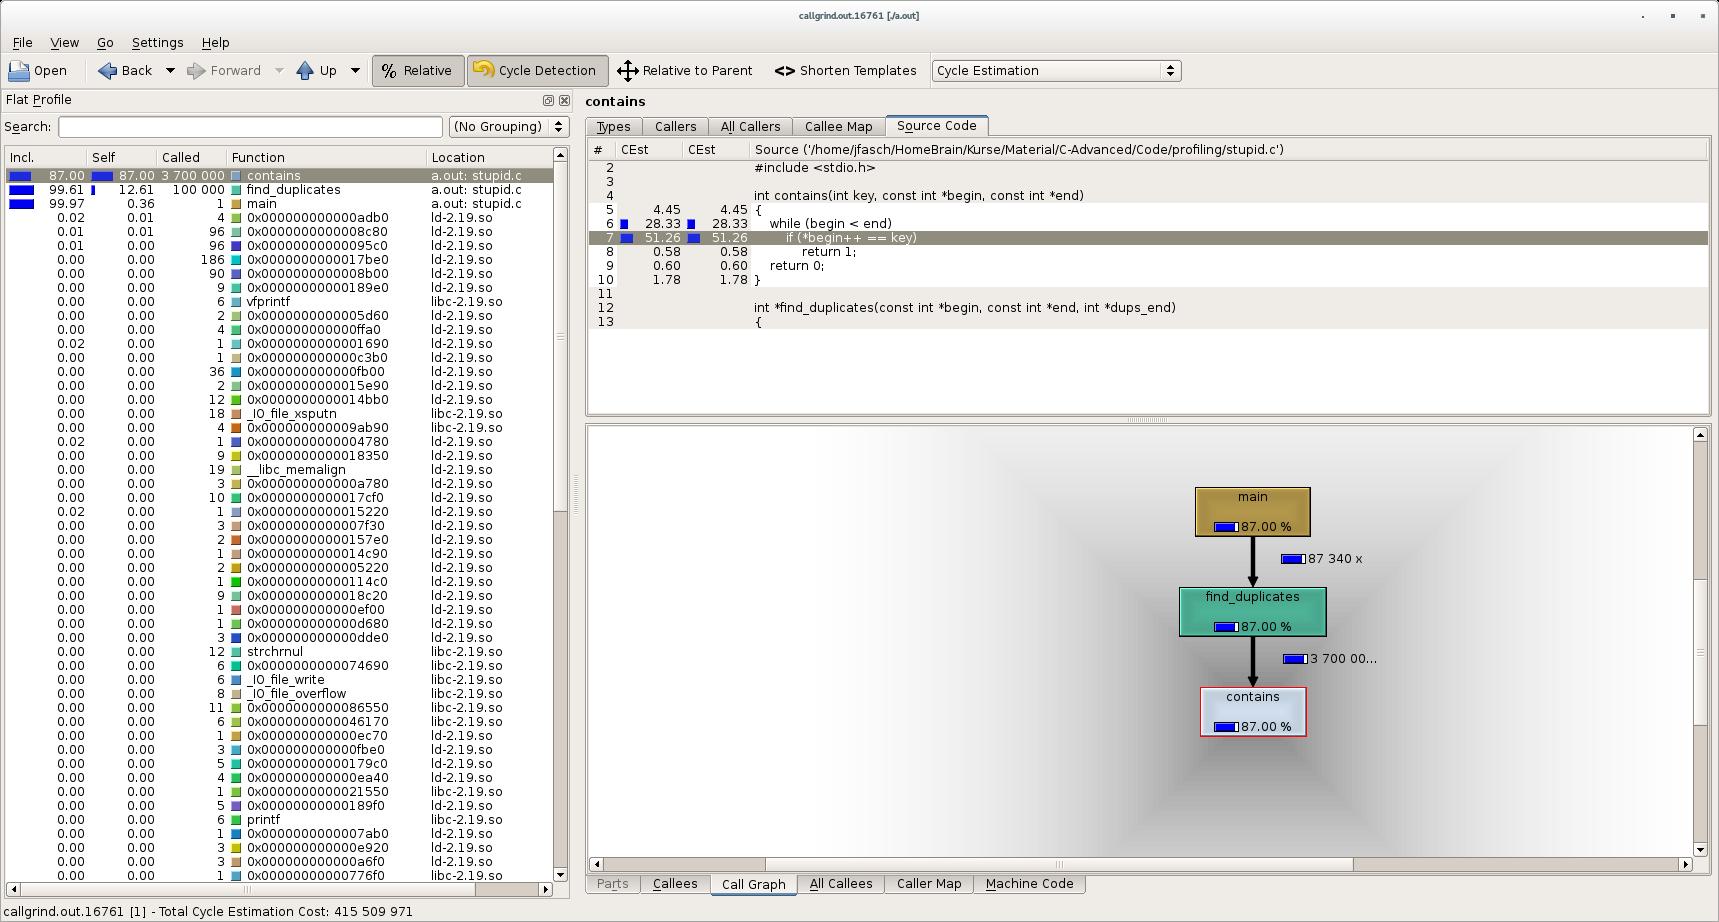 callgrind.out.16761 [./a.out]
File View Go Settings Help
Open Back Forward Up % Relative Cycle Detection Relative to Parent <> Shorten Templates Cycle Estimation
Flat Profile
Search: (No Grouping)
Incl. Self Called Function Location
87.00 87.00 3 700 000 contains a.out: stupid.c
99.61 12.61 100 000 find_duplicates a.out: stupid.c
99.97 0.36 1 main a.out: stupid.c
0.02 0.01 4 0x000000000000adb0 ld-2.19.so
0.01 0.01 96 0x0000000000008c80 ld-2.19.so
0.01 0.00 96 0x00000000000095c0 ld-2.19.so
0.00 0.00 186 0x0000000000017be0 ld-2.19.so
0.00 0.00 90 0x0000000000008b00 ld-2.19.so
0.00 0.00 9 0x00000000000189e0 ld-2.19.so
0.00 0.00 6 vfprintf libc-2.19.so
0.00 0.00 2 0x0000000000005d60 ld-2.19.so
0.00 0.00 4 0x000000000000ffa0 ld-2.19.so
0.02 0.00 1 0x0000000000001690 ld-2.19.so
0.00 0.00 1 0x000000000000c3b0 ld-2.19.so
0.00 0.00 36 0x000000000000fb00 ld-2.19.so
0.00 0.00 2 0x0000000000015e90 ld-2.19.so
0.00 0.00 12 0x0000000000014bb0 ld-2.19.so
0.00 0.00 18 _IO_file_xsputn libc-2.19.so
0.00 0.00 4 0x000000000009ab90 libc-2.19.so
0.02 0.00 1 0x0000000000004780 ld-2.19.so
0.00 0.00 9 0x0000000000018350 ld-2.19.so
0.00 0.00 19 __libc_memalign ld-2.19.so
0.00 0.00 3 0x000000000000a780 ld-2.19.so
0.00 0.00 10 0x0000000000017cf0 ld-2.19.so
0.02 0.00 1 0x0000000000015220 ld-2.19.so
0.00 0.00 3 0x0000000000007f30 ld-2.19.so
0.00 0.00 2 0x00000000000157e0 ld-2.19.so
0.00 0.00 1 0x0000000000014c90 ld-2.19.so
0.00 0.00 2 0x0000000000005220 ld-2.19.so
0.00 0.00 1 0x00000000000114c0 ld-2.19.so
0.00 0.00 9 0x0000000000018c20 ld-2.19.so
0.00 0.00 1 0x000000000000ef00 ld-2.19.so
0.00 0.00 1 0x000000000000d680 ld-2.19.so
0.00 0.00 3 0x000000000000dde0 ld-2.19.so
0.00 0.00 12 strchrnul libc-2.19.so
0.00 0.00 6 0x0000000000074690 libc-2.19.so
0.00 0.00 6 _IO_file_write libc-2.19.so
0.00 0.00 8 _IO_file_overflow libc-2.19.so
0.00 0.00 11 0x0000000000086550 libc-2.19.so
0.00 0.00 6 0x0000000000046170 libc-2.19.so
0.00 0.00 1 0x000000000000ec70 ld-2.19.so
0.00 0.00 3 0x000000000000fbe0 ld-2.19.so
0.00 0.00 5 0x00000000000179c0 ld-2.19.so
0.00 0.00 4 0x000000000000ea40 ld-2.19.so
0.00 0.00 1 0x0000000000021550 libc-2.19.so
0.00 0.00 5 0x00000000000189f0 ld-2.19.so
0.00 0.00 6 printf libc-2.19.so
0.00 0.00 1 0x0000000000007ab0 ld-2.19.so
0.00 0.00 3 0x000000000000e920 ld-2.19.so
0.00 0.00 3 0x000000000000a6f0 ld-2.19.so
0.00 0.00 1 0x00000000000776f0 libc-2.19.so
contains
Types Callers All Callers Callee Map Source Code
# CEst CEst Source ('/home/jfasch/HomeBrain/Kurse/Material/C-Advanced/Code/profiling/stupid.c')
2 #include <stdio.h>
3
4 int contains(int key, const int *begin, const int *end)
5 4.45 4.45 {
6 28.33 28.33 while (begin < end)
7 51.26 51.26 if (*begin++ == key)
8 0.58 0.58 return 1;
9 0.60 0.60 return 0;
10 1.78 1.78 }
11
12 int *find_duplicates(const int *begin, const int *end, int *dups_end)
13 {
main
87.00 %
87 340 x
find_duplicates
87.00 %
3 700 00...
contains
87.00 %
Parts Callees Call Graph All Callees Caller Map Machine Code
callgrind.out.16761 [1] - Total Cycle Estimation Cost: 415 509 971